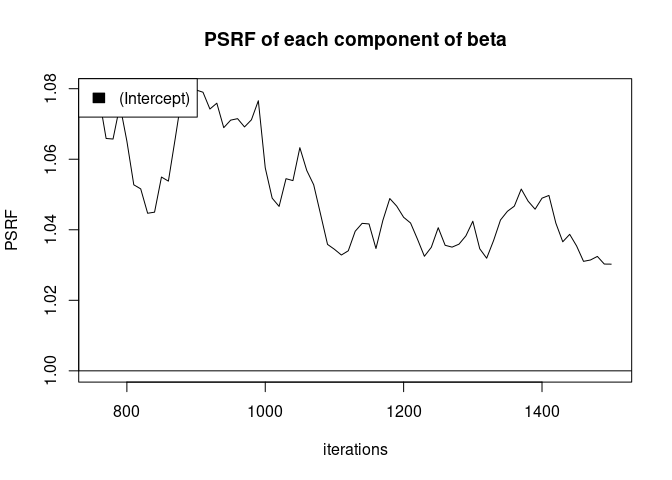 PSRF of each component of beta
(Intercept)
PSRF
1.08
1.06
1.04
1.02
1.00
800 1000 1200 1400
iterations